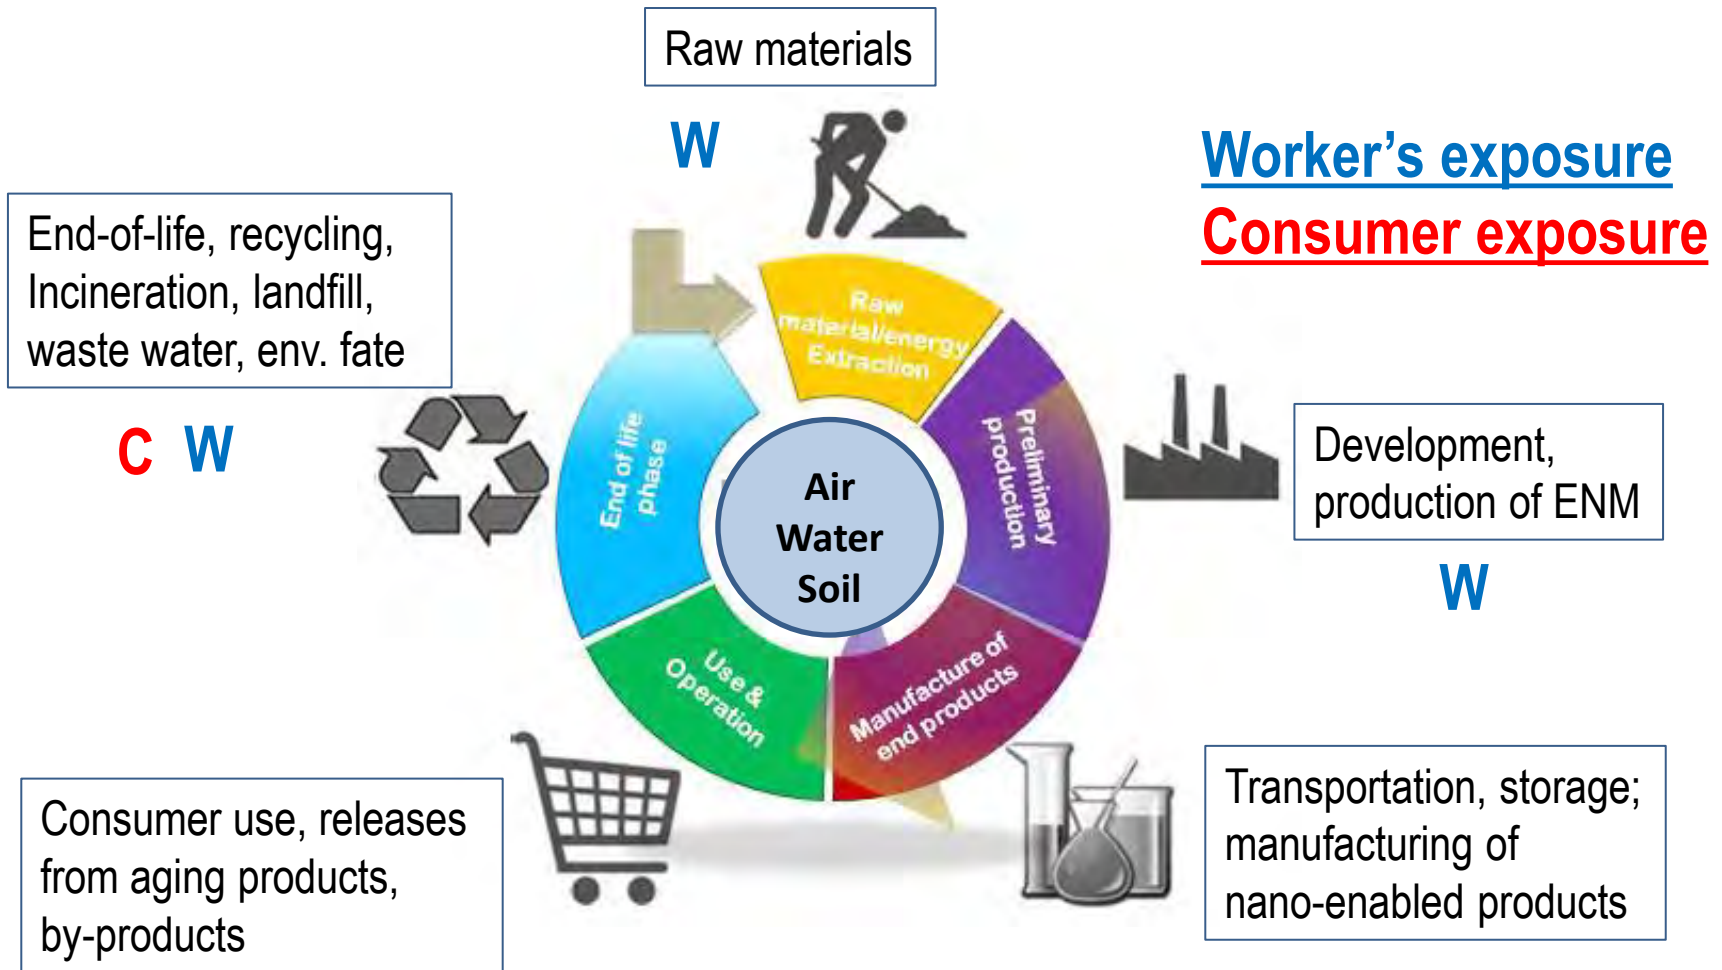 Raw materials
W
Worker’s exposure
Consumer exposure
End-of-life, recycling,
Incineration, landfill,
waste water, env. fate
C W
Raw
material/energy
Extraction
Preliminary
production
Development,
production of ENM
W
End of life
phase
Air
Water
Soil
Use &
Operation
Manufacture of
end products
Consumer use, releases
from aging products,
by-products
Transportation, storage;
manufacturing of
nano-enabled products